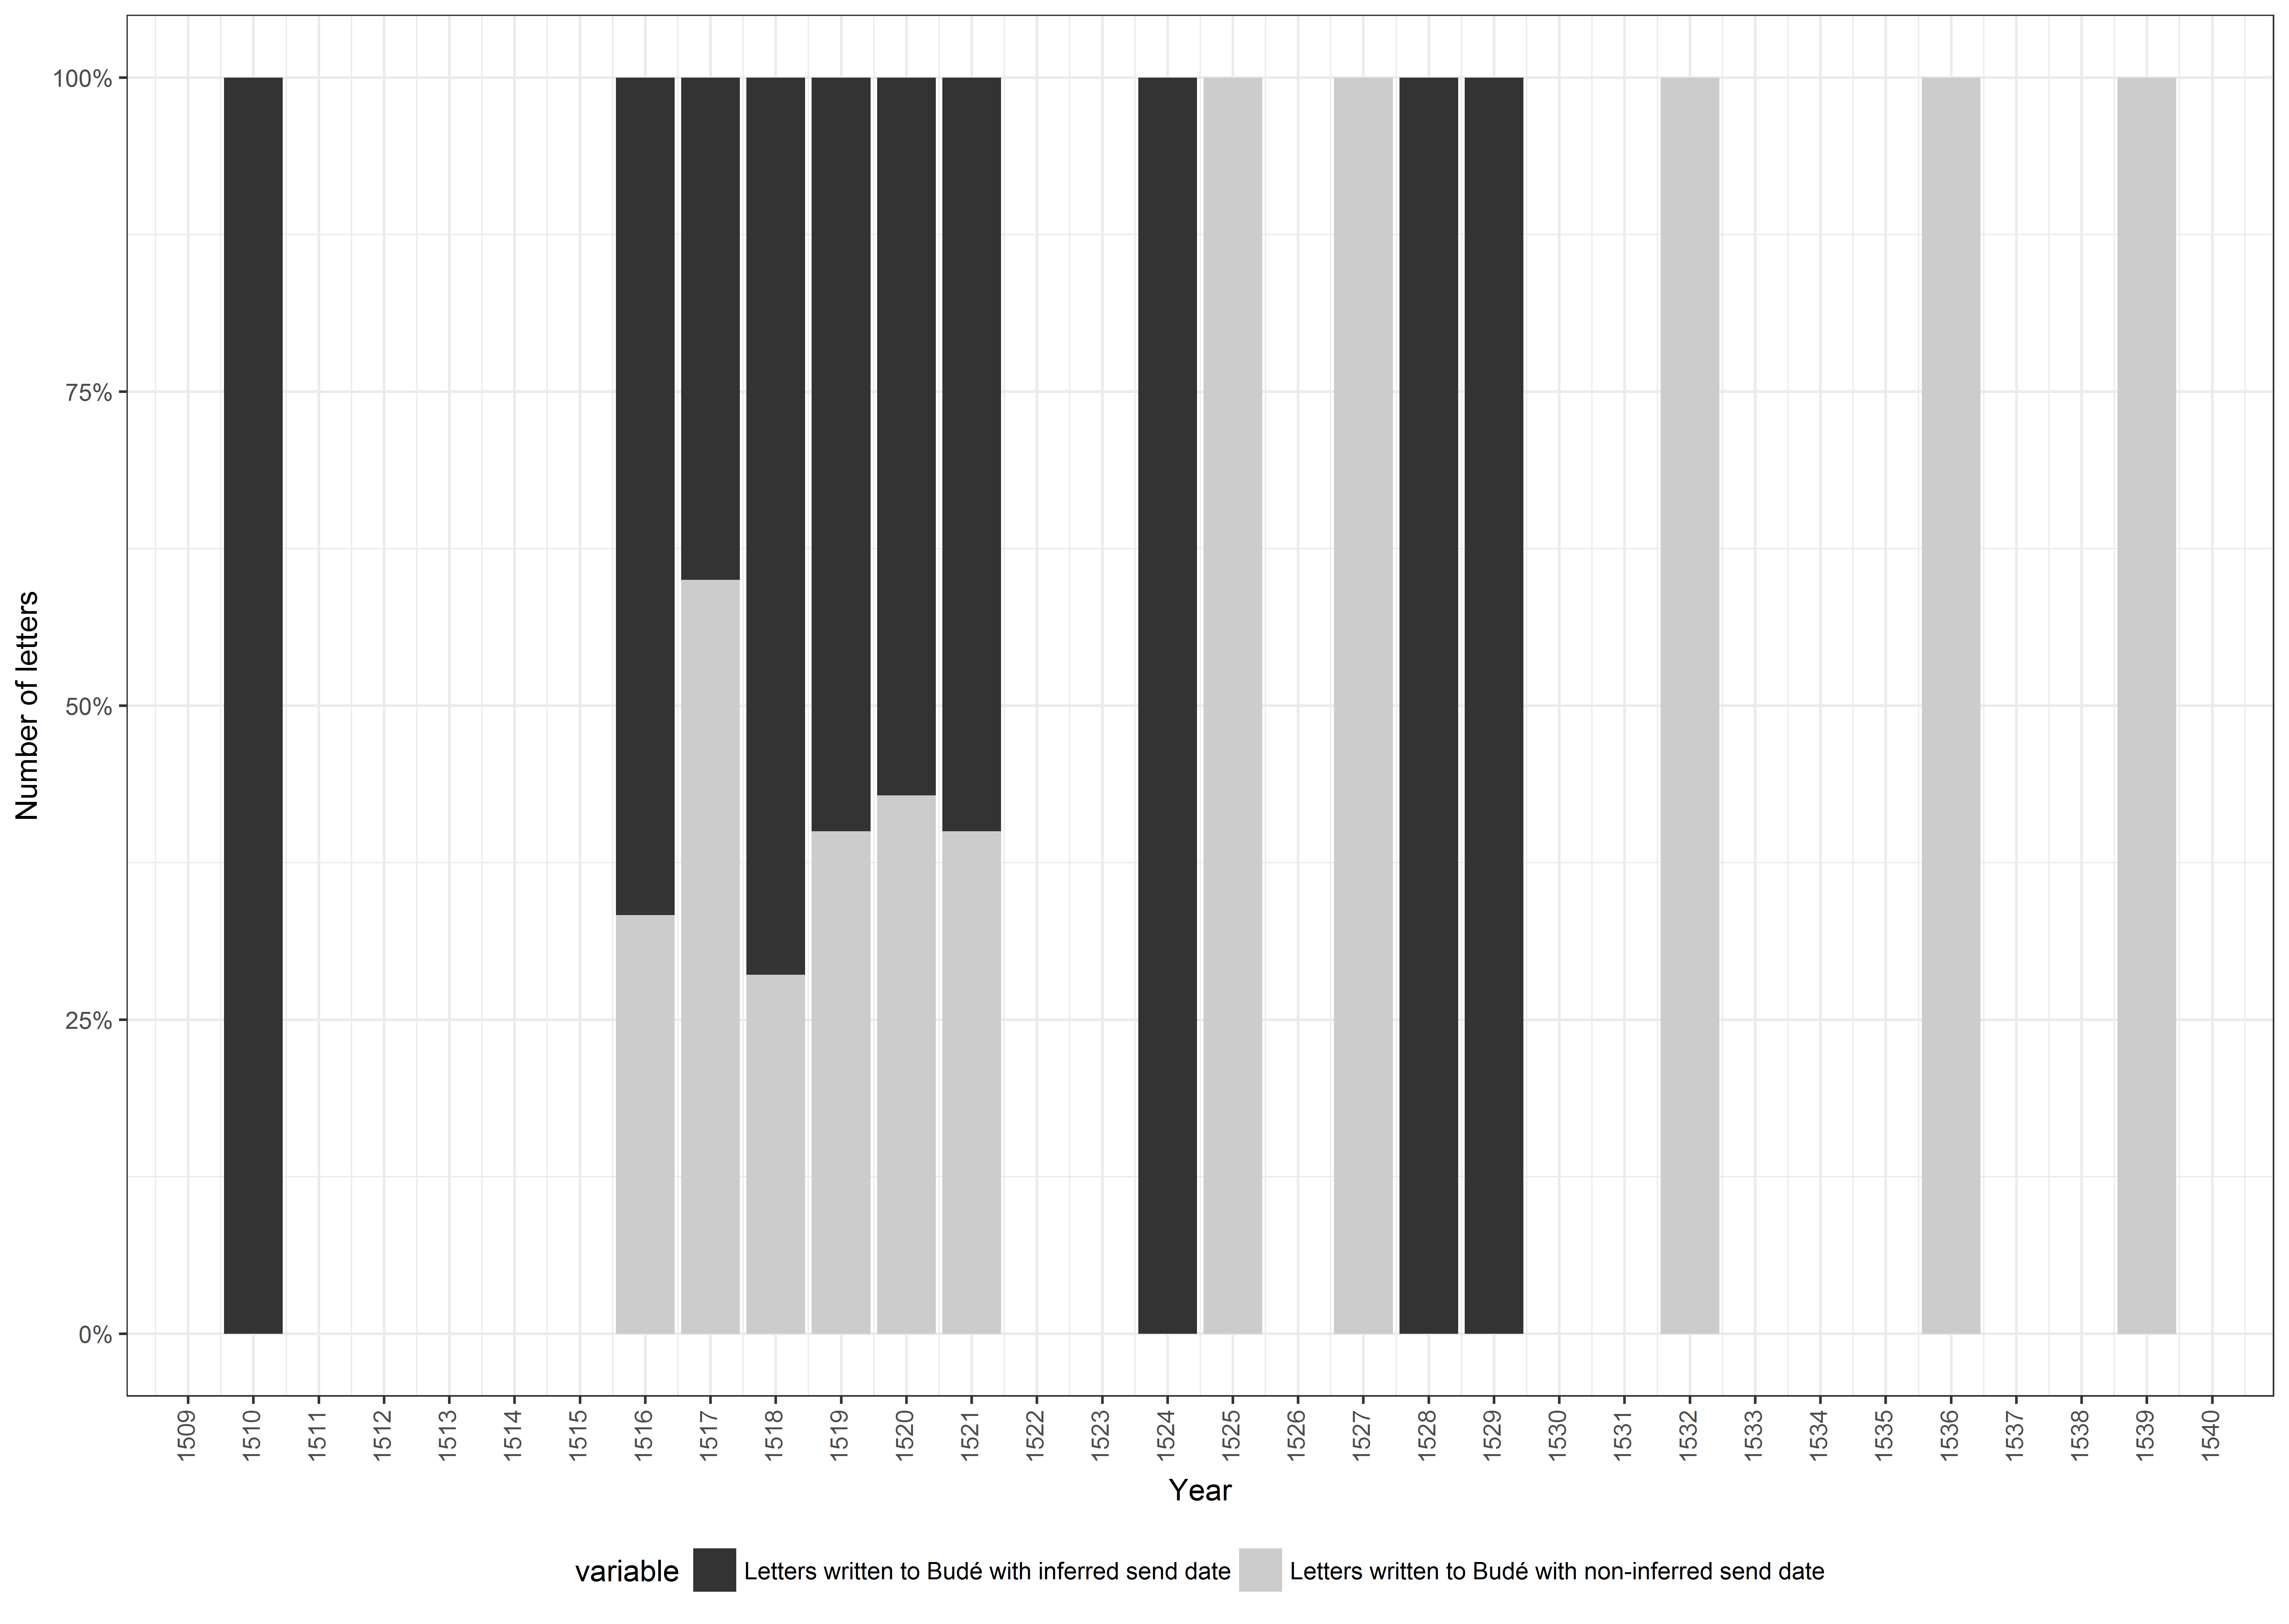 Number of letters
100%
75%
50%
25%
0%
1509 1510 1511 1512 1513 1514 1515 1516 1517 1518 1519 1520 1521 1522 1523 1524 1525 1526 1527 1528 1529 1530 1531 1532 1533 1534 1535 1536 1537 1538 1539 1540
Year
variable Letters written to Budé with inferred send date Letters written to Budé with non-inferred send date